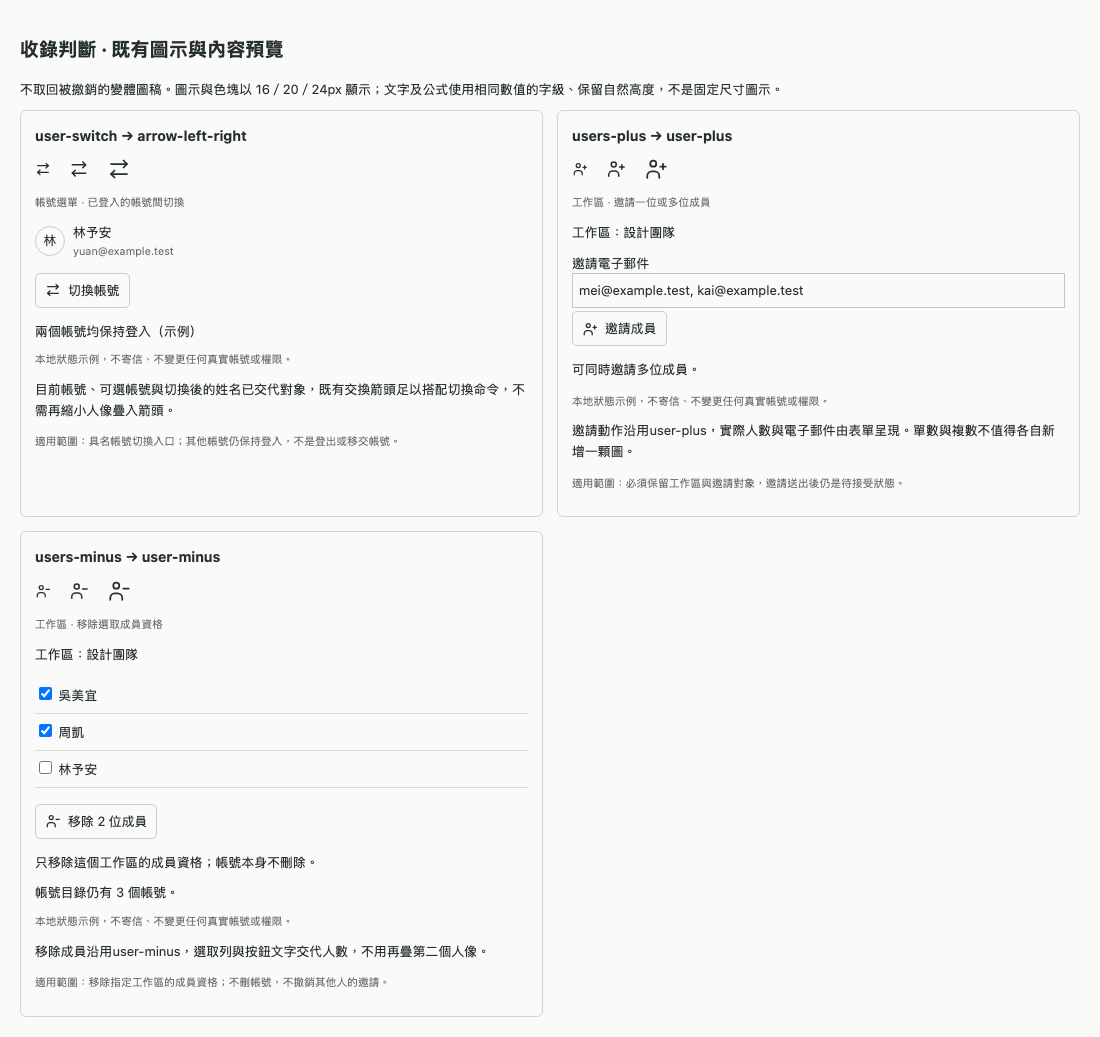 收錄判斷 · 既有圖示與內容預覽
不取回被撤銷的變體圖稿。圖示與色塊以 16 / 20 / 24px 顯示；文字及公式使用相同數值的字級、保留自然高度，不是固定尺寸圖示。
user-switch → arrow-left-right
帳號選單 · 已登入的帳號間切換
林
林予安
yuan@example.test
切換帳號
兩個帳號均保持登入（示例）
本地狀態示例，不寄信、不變更任何真實帳號或權限。
目前帳號、可選帳號與切換後的姓名已交代對象，既有交換箭頭足以搭配切換命令，不
需再縮小人像疊入箭頭。
適用範圍：具名帳號切換入口；其他帳號仍保持登入，不是登出或移交帳號。
users-plus → user-plus
工作區 · 邀請一位或多位成員
工作區：設計團隊
邀請電子郵件
mei@example.test, kai@example.test
邀請成員
可同時邀請多位成員。
本地狀態示例，不寄信、不變更任何真實帳號或權限。
邀請動作沿用user-plus，實際人數與電子郵件由表單呈現。單數與複數不值得各自新
增一顆圖。
適用範圍：必須保留工作區與邀請對象，邀請送出後仍是待接受狀態。
users-minus → user-minus
工作區 · 移除選取成員資格
工作區：設計團隊
吳美宜
周凱
林予安
移除 2 位成員
只移除這個工作區的成員資格；帳號本身不刪除。
帳號目錄仍有 3 個帳號。
本地狀態示例，不寄信、不變更任何真實帳號或權限。
移除成員沿用user-minus，選取列與按鈕文字交代人數，不用再疊第二個人像。
適用範圍：移除指定工作區的成員資格；不刪帳號，不撤銷其他人的邀請。